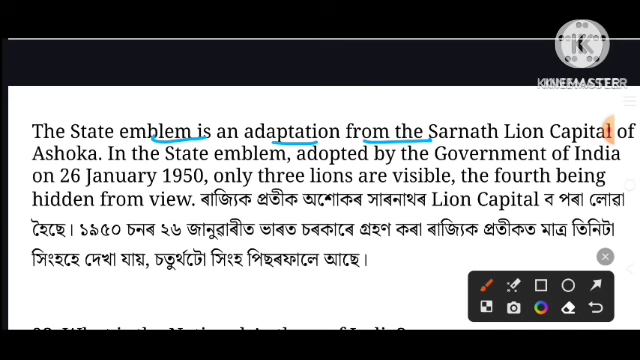 KINEMASTER
The State emblem is an adaptation from the Sarnath Lion Capital of
Ashoka. In the State emblem, adopted by the Government of India
on 26 January 1950, only three lions are visible, the fourth being
hidden from view. ৰাজ্যিক প্ৰতীক অশোকৰ সাৰনাথৰ Lion Capital ৰ পৰা লোৱা
হৈছে। ১৯৫০ চনৰ ২৬ জানুৱাৰীত ভাৰত চৰকাৰে গ্ৰহণ কৰা ৰাজ্যিক প্ৰতীকত মাত্ৰ তিনিটা
সিংহহে দেখা যায়, চতুৰ্থটো সিংহ পিছৰফালে আছে।